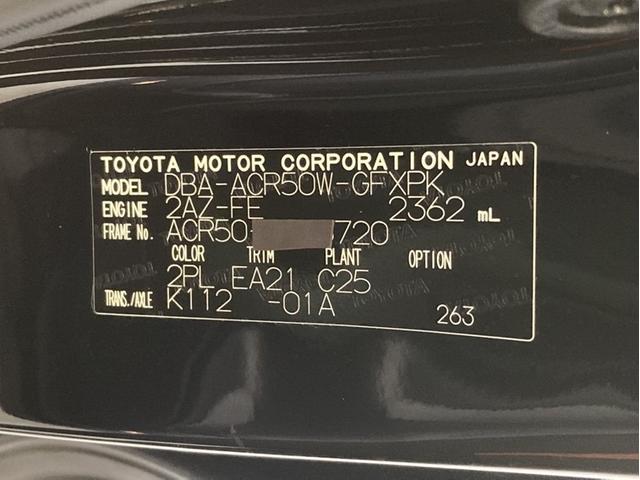 TOYOTA MOTOR CORPORATION JAPAN
MODEL DBA-ACR50W-GFXPK
ENGINE 2AZ-FE 2362 mL
FRAME No. ACR50- 720
COLOR TRIM PLANT OPTION
2PL EA21 C25
TRANS./AXLE K112 -01A
263